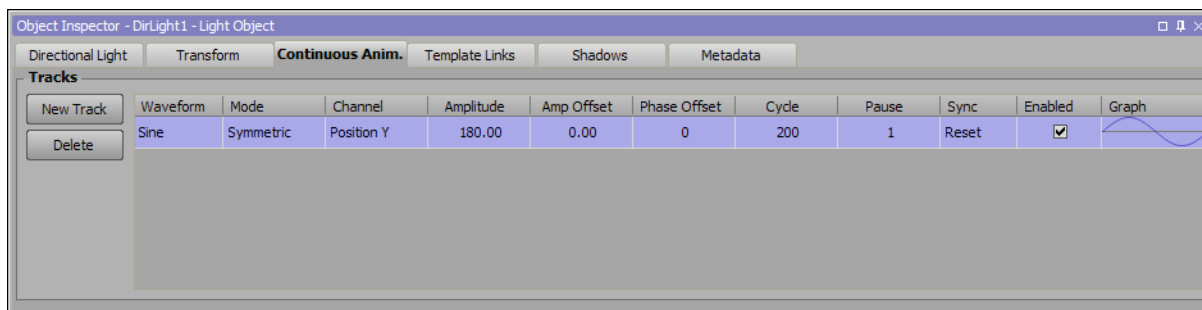 Object Inspector - DirLight1 - Light Object
Directional Light Transform Continuous Anim. Template Links Shadows Metadata
Tracks
New Track
Delete
Waveform Mode Channel Amplitude Amp Offset Phase Offset Cycle Pause Sync Enabled Graph
Sine Symmetric Position Y 180.00 0.00 0 200 1 Reset